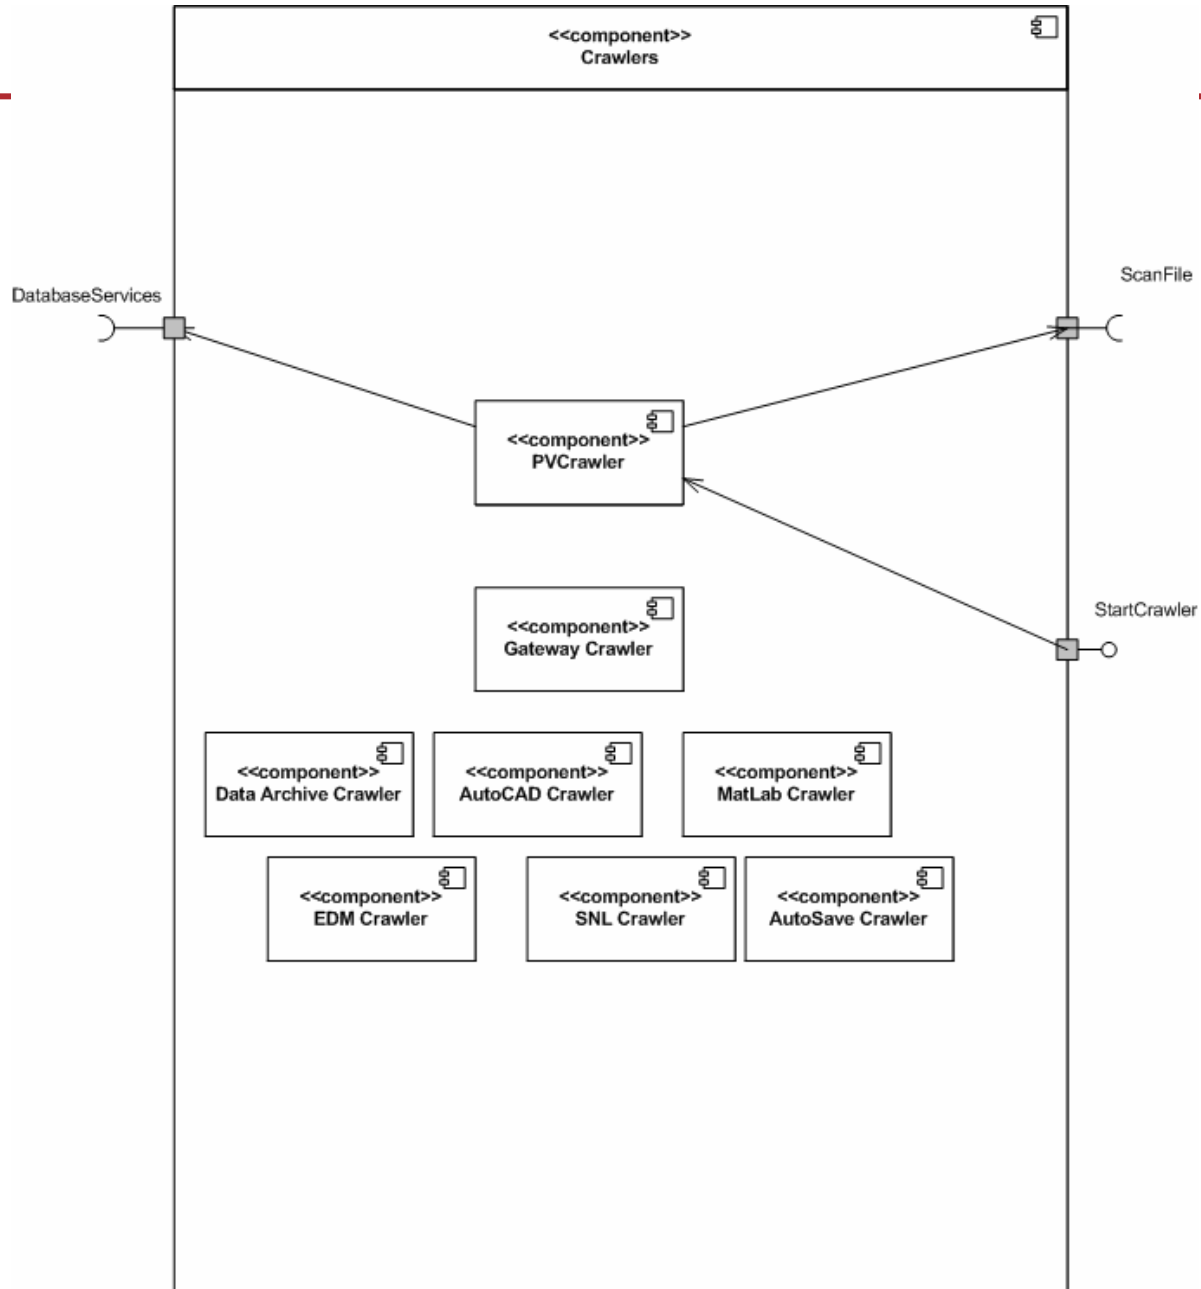 <<component>>
Crawlers
ScanFile
DatabaseServices
<<component>>
PVCrawler
<<component>>
Gateway Crawler
StartCrawler
<<component>>
Data Archive Crawler
<<component>>
AutoCAD Crawler
<<component>>
MatLab Crawler
<<component>>
EDM Crawler
<<component>>
SNL Crawler
<<component>>
AutoSave Crawler